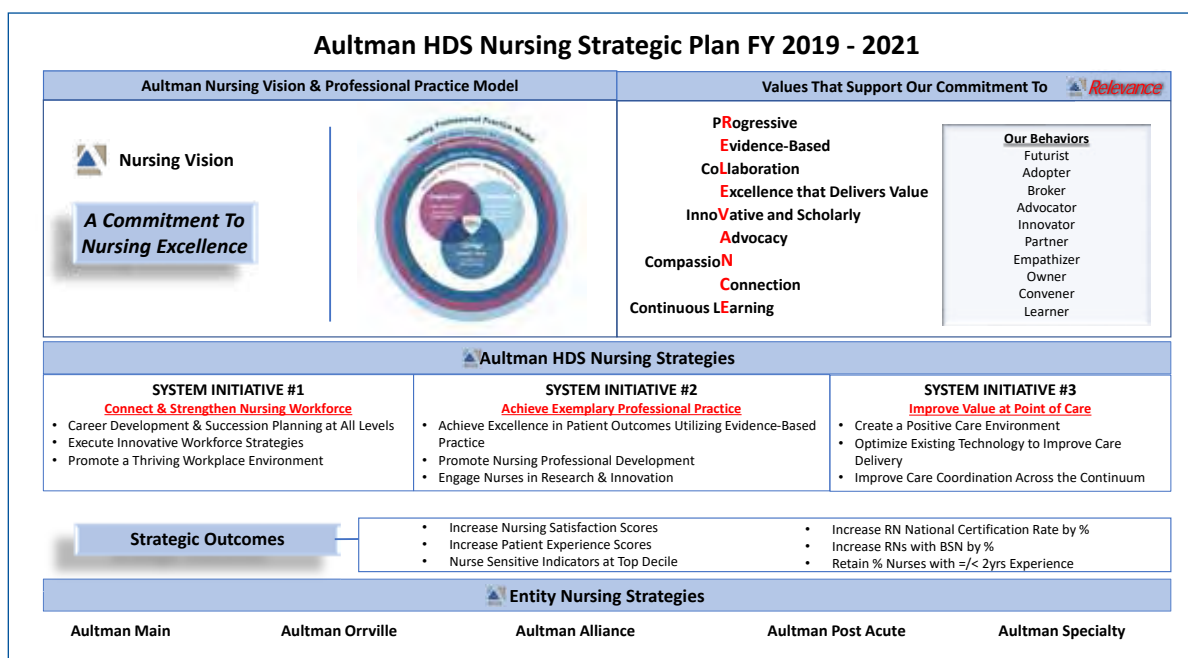 Aultman HDS Nursing Strategic Plan FY 2019 - 2021
Aultman Nursing Vision & Professional Practice Model
Nursing Vision
A Commitment To
Nursing Excellence
Nursing Professional Practice Model
Values That Support Our Commitment To
Relevance
PRogressive
Evidence-Based
CoLlaboration
Excellence that Delivers Value
InnoVative and Scholarly
Advocacy
CompassioN
Connection
Continuous LEarning
Our Behaviors
Futurist
Adopter
Broker
Advocator
Innovator
Partner
Empathizer
Owner
Convener
Learner
Aultman HDS Nursing Strategies
SYSTEM INITIATIVE #1
Connect & Strengthen Nursing Workforce
• Career Development & Succession Planning at All Levels
• Execute Innovative Workforce Strategies
• Promote a Thriving Workplace Environment
SYSTEM INITIATIVE #2
Achieve Exemplary Professional Practice
• Achieve Excellence in Patient Outcomes Utilizing Evidence-Based
Practice
• Promote Nursing Professional Development
• Engage Nurses in Research & Innovation
SYSTEM INITIATIVE #3
Improve Value at Point of Care
• Create a Positive Care Environment
• Optimize Existing Technology to Improve Care
Delivery
• Improve Care Coordination Across the Continuum
Strategic Outcomes
• Increase Nursing Satisfaction Scores
• Increase Patient Experience Scores
• Nurse Sensitive Indicators at Top Decile
• Increase RN National Certification Rate by %
• Increase RNs with BSN by %
• Retain % Nurses with =/< 2yrs Experience
Entity Nursing Strategies
Aultman Main
Aultman Orrville
Aultman Alliance
Aultman Post Acute
Aultman Specialty